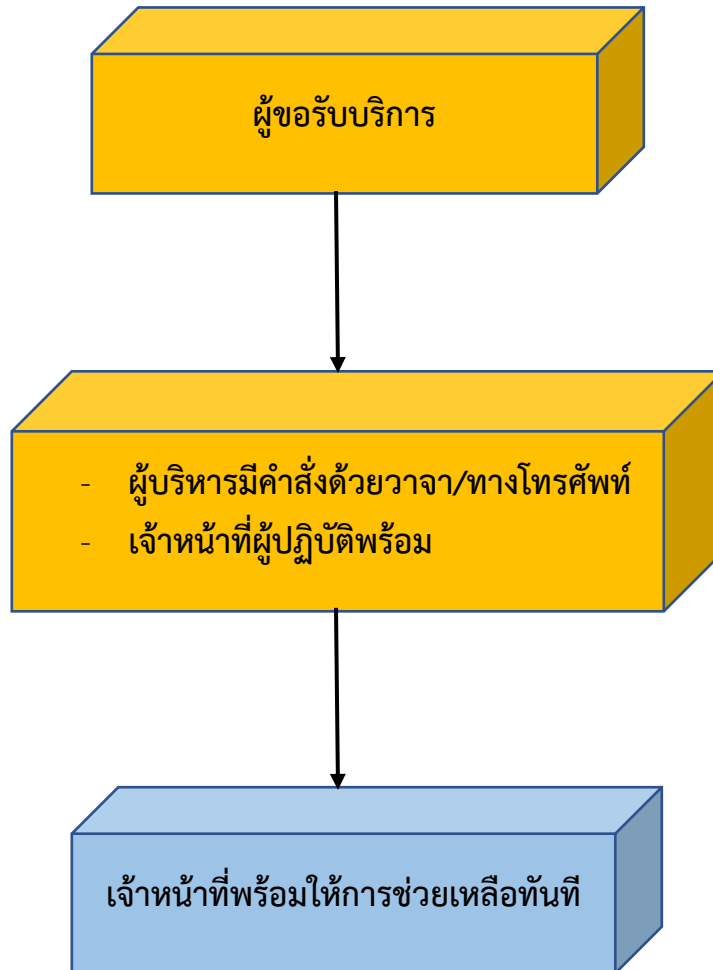 ผู้ขอรับบริการ
- ผู้บริหารมีคำสั่งด้วยวาจา/ทางโทรศัพท์
- เจ้าหน้าที่ผู้ปฏิบัติพร้อม
เจ้าหน้าที่พร้อมให้การช่วยเหลือทันที